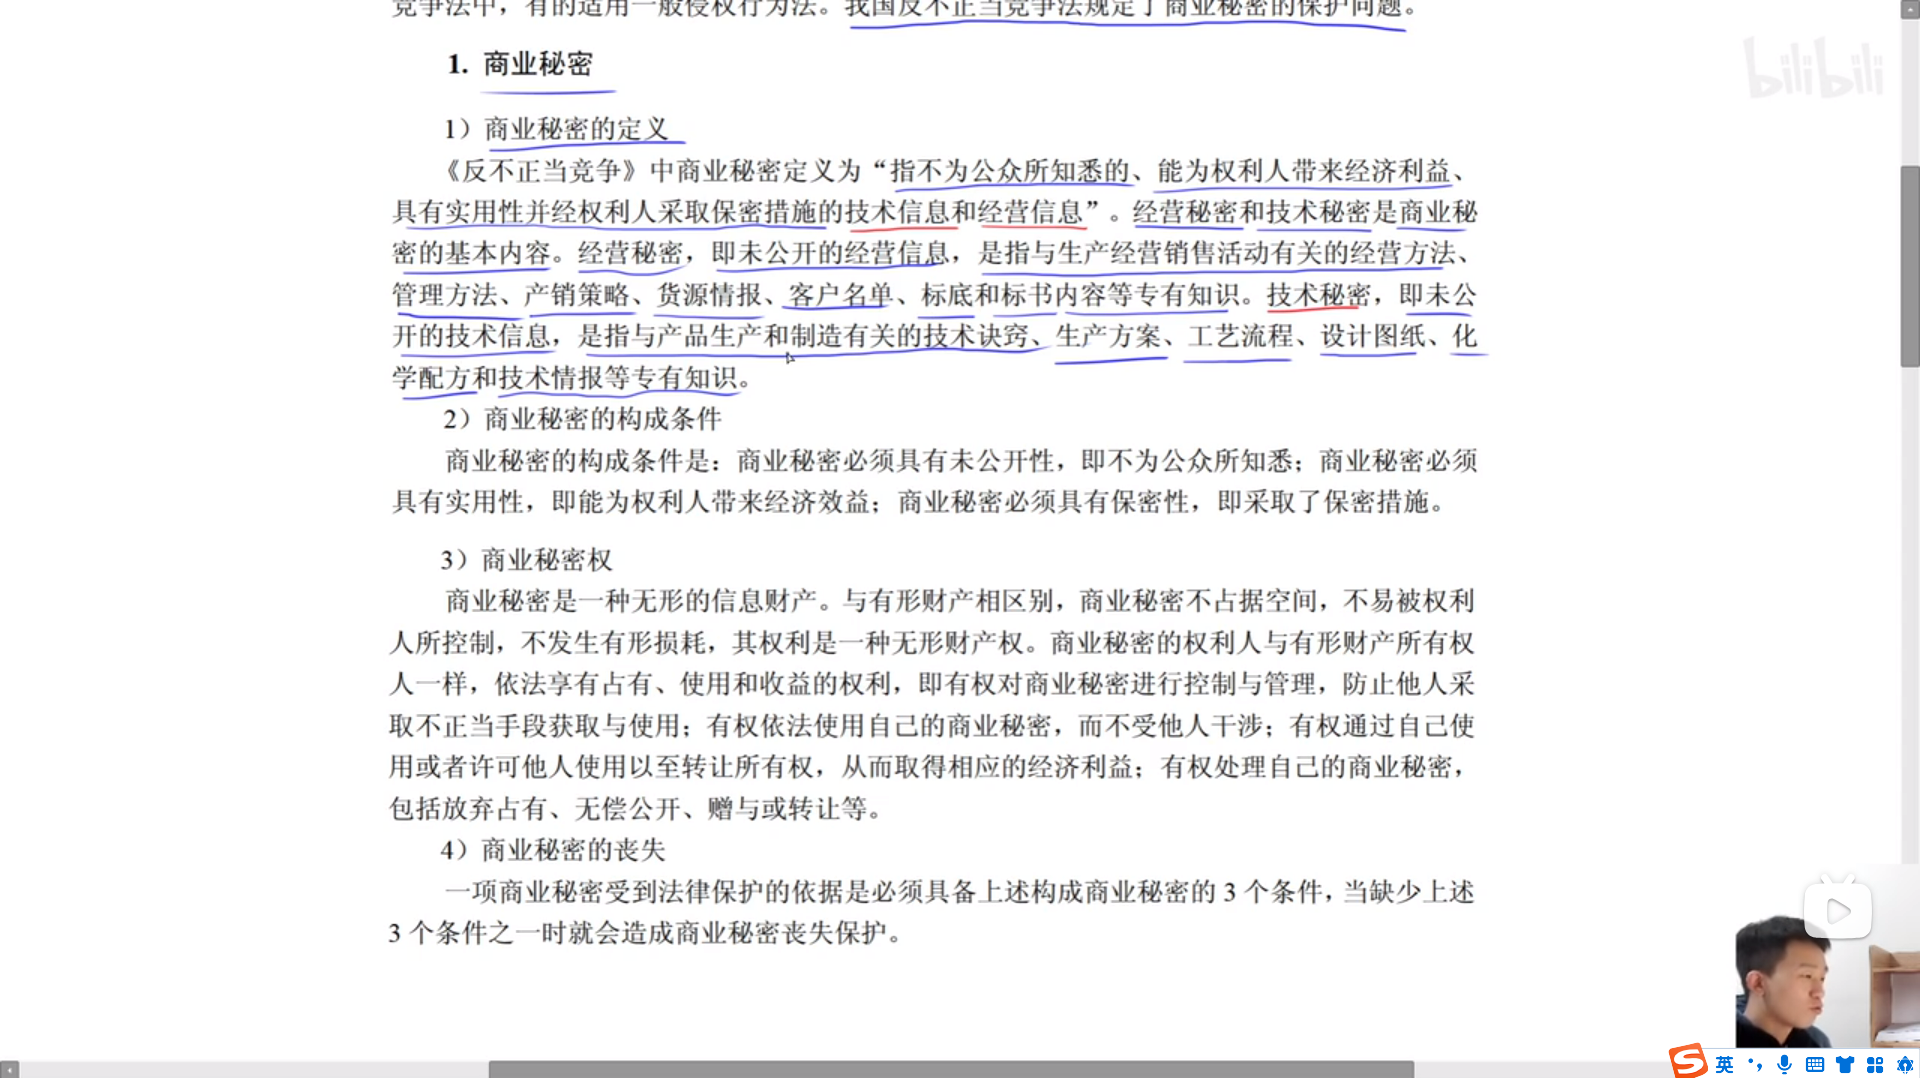 竞争法中，有的适用一般侵权行为法。我国反不正当竞争法规定了商业秘密的保护问题。
bilibili
1. 商业秘密
1）商业秘密的定义
《反不正当竞争》中商业秘密定义为“指不为公众所知悉的、能为权利人带来经济利益、
具有实用性并经权利人采取保密措施的技术信息和经营信息”。经营秘密和技术秘密是商业秘
密的基本内容。经营秘密，即未公开的经营信息，是指与生产经营销售活动有关的经营方法、
管理方法、产销策略、货源情报、客户名单、标底和标书内容等专有知识。技术秘密，即未公
开的技术信息，是指与产品生产和制造有关的技术诀窍、生产方案、工艺流程、设计图纸、化
学配方和技术情报等专有知识。
2）商业秘密的构成条件
商业秘密的构成条件是：商业秘密必须具有未公开性，即不为公众所知悉；商业秘密必须
具有实用性，即能为权利人带来经济效益；商业秘密必须具有保密性，即采取了保密措施。
3）商业秘密权
商业秘密是一种无形的信息财产。与有形财产相区别，商业秘密不占据空间，不易被权利
人所控制，不发生有形损耗，其权利是一种无形财产权。商业秘密的权利人与有形财产所有权
人一样，依法享有占有、使用和收益的权利，即有权对商业秘密进行控制与管理，防止他人采
取不正当手段获取与使用；有权依法使用自己的商业秘密，而不受他人干涉；有权通过自己使
用或者许可他人使用以至转让所有权，从而取得相应的经济利益；有权处理自己的商业秘密，
包括放弃占有、无偿公开、赠与或转让等。
4）商业秘密的丧失
一项商业秘密受到法律保护的依据是必须具备上述构成商业秘密的 3 个条件，当缺少上述
3 个条件之一时就会造成商业秘密丧失保护。
英